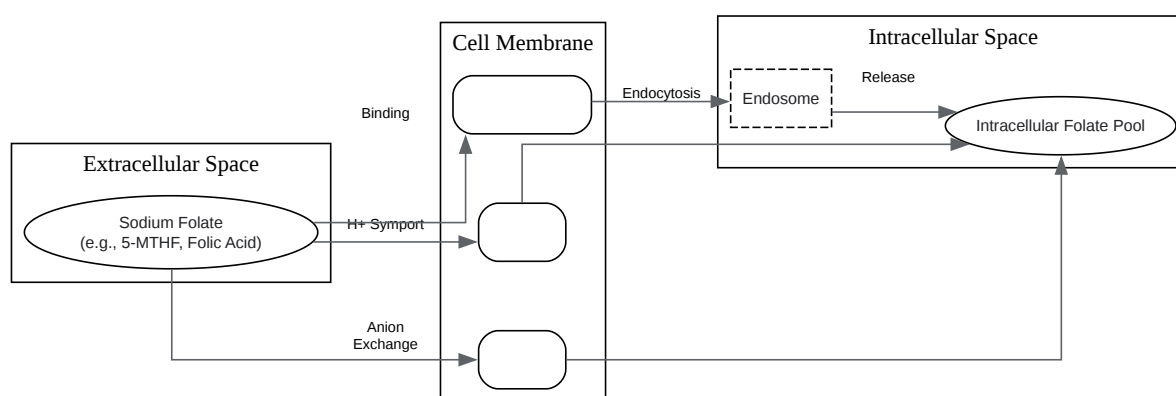 Cell Membrane
Intracellular Space
Endocytosis
Endosome
Release
Binding
Intracellular Folate Pool
Extracellular Space
Sodium Folate
(e.g., 5-MTHF, Folic Acid)
H+ Symport
Anion
Exchange